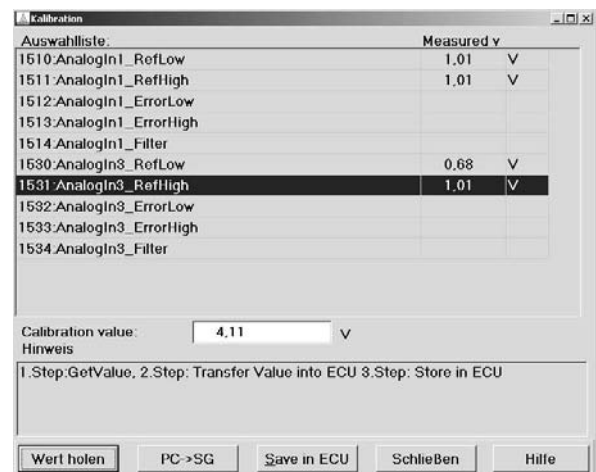 Kalibration
Auswahlliste: Measured v
1510:AnalogIn1_RefLow 1,01 V
1511:AnalogIn1_RefHigh 1,01 V
1512:AnalogIn1_ErrorLow
1513:AnalogIn1_ErrorHigh
1514:AnalogIn1_Filter
1530:AnalogIn3_RefLow 0,68 V
1531:AnalogIn3_RefHigh 1,01 V
1532:AnalogIn3_ErrorLow
1533:AnalogIn3_ErrorHigh
1534:AnalogIn3_Filter
Calibration value: 4,11 V
Hinweis
1.Step:GetValue, 2.Step: Transfer Value into ECU 3.Step: Store in ECU
Wert holen PC->SG Save in ECU Schließen Hilfe